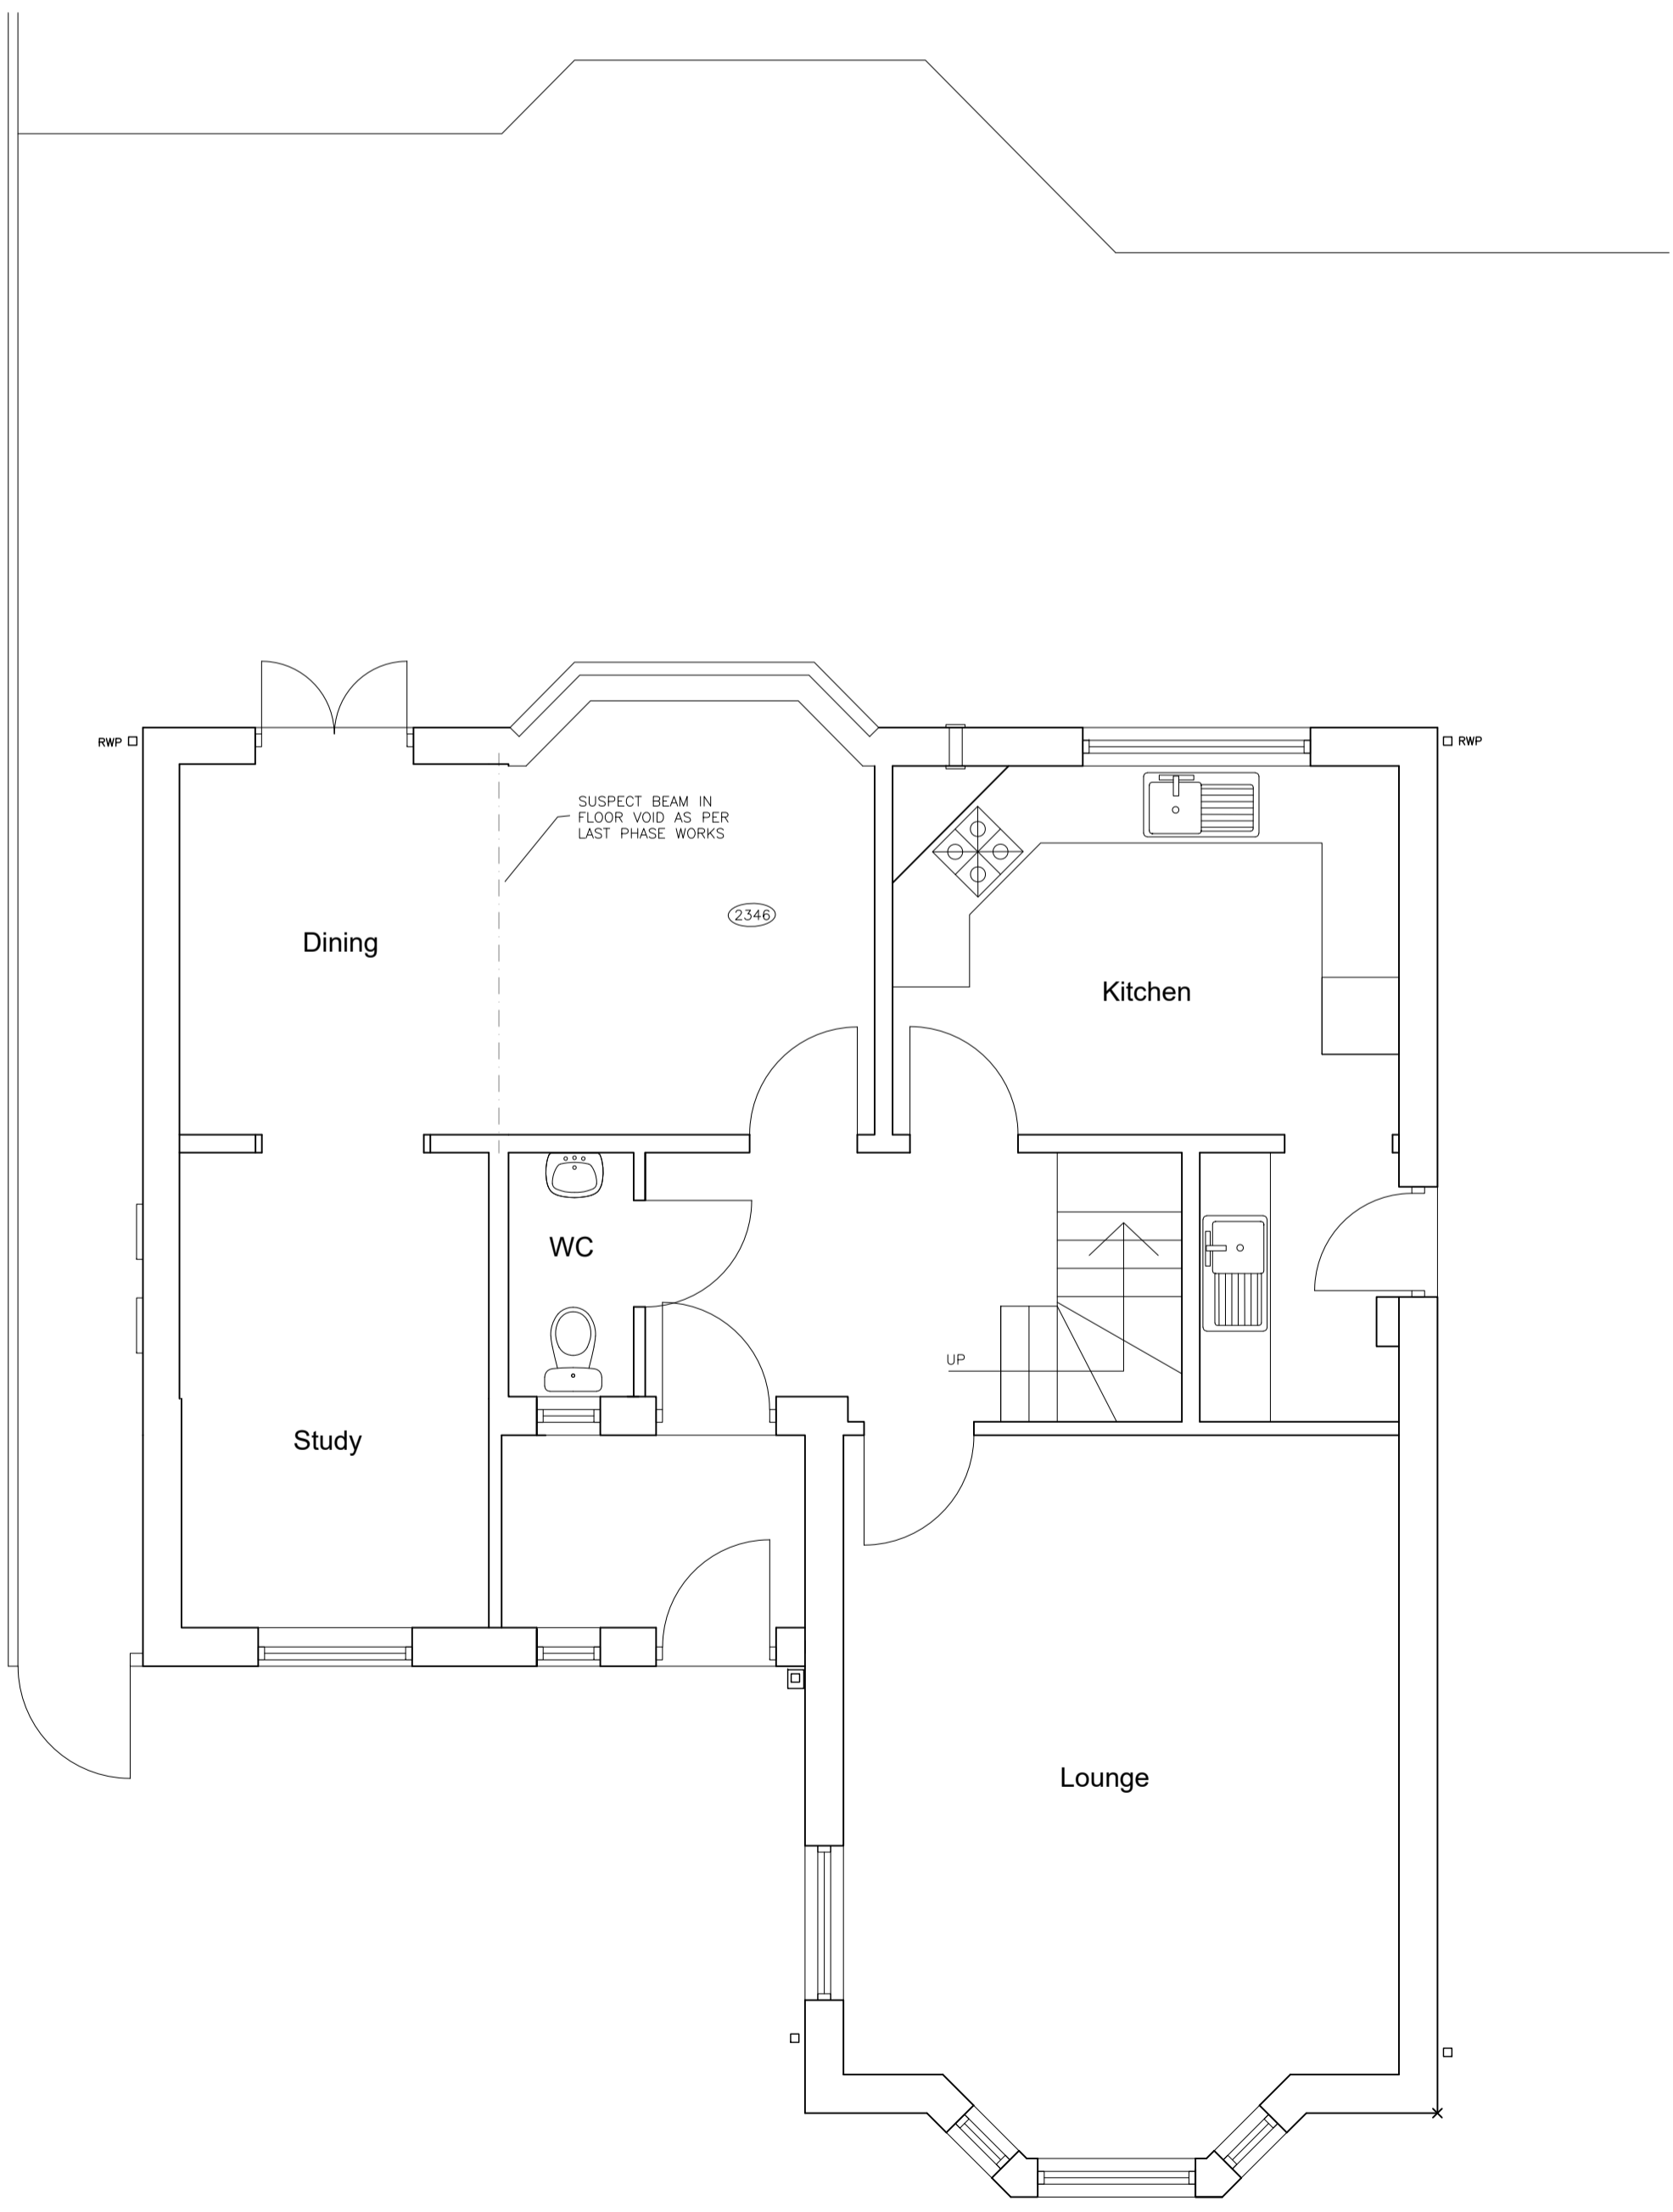 RWP
RWP
SUSPECT BEAM IN
FLOOR VOID AS PER
LAST PHASE WORKS
2346
Dining
Kitchen
WC
UP
Study
Lounge